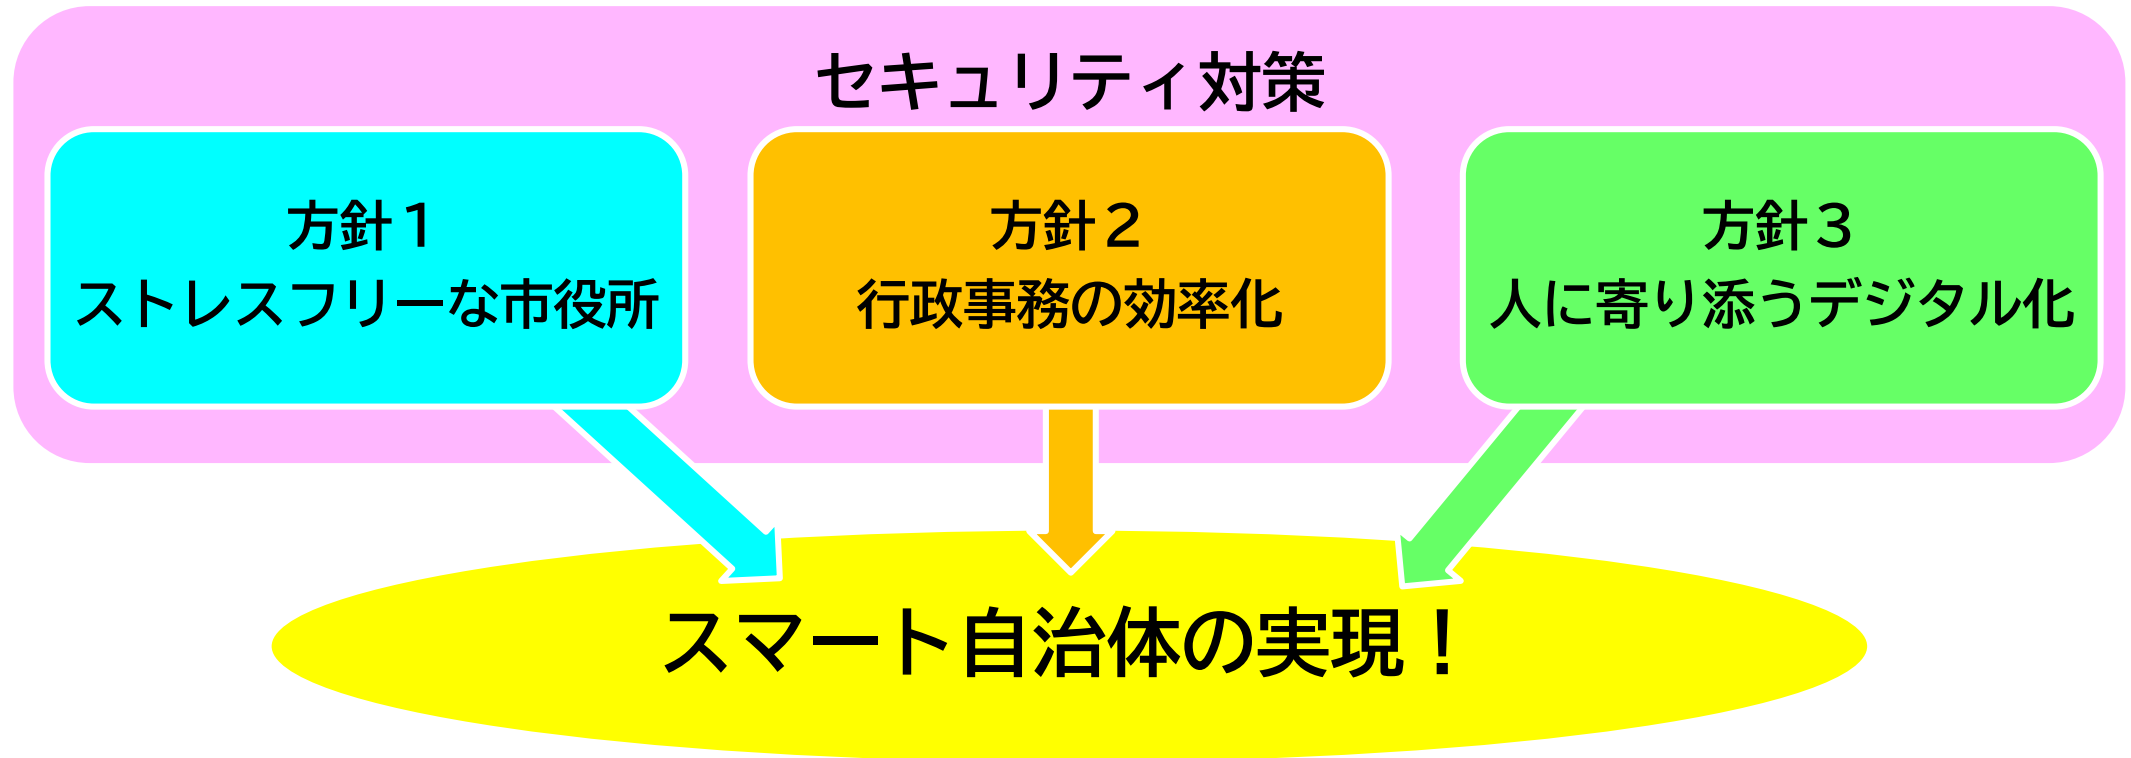 セキュリティ対策
方針１
ストレスフリーな市役所
方針２
行政事務の効率化
方針３
人に寄り添うデジタル化
スマート自治体の実現！